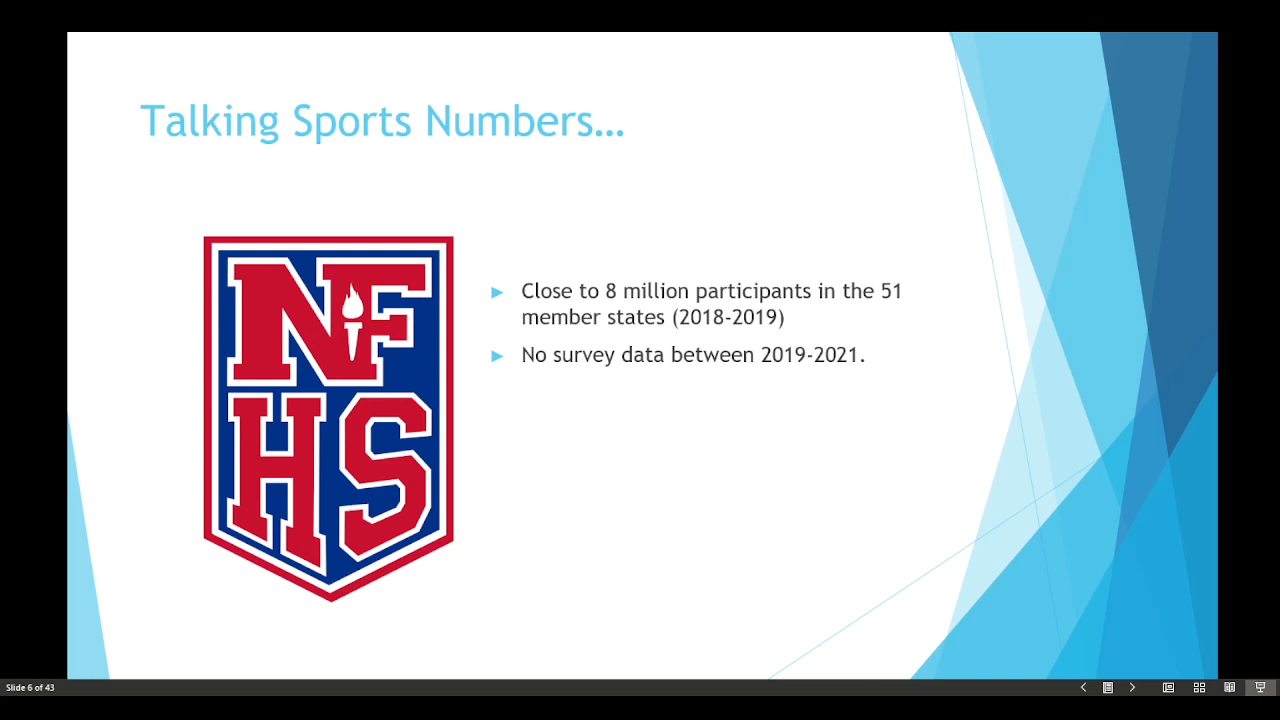 Talking Sports Numbers...
NF
HS
Close to 8 million participants in the 51
member states (2018-2019)
No survey data between 2019-2021.
Slide 6 of 43